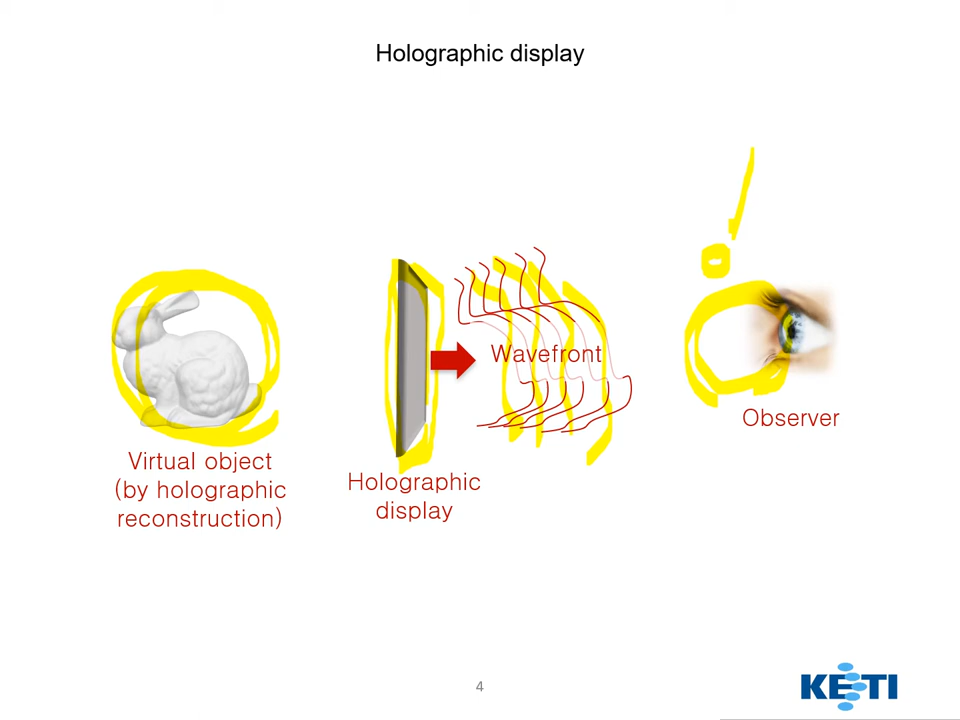 Holographic display
Wavefront
Observer
Virtual object
(by holographic
reconstruction)
Holographic
display
4
KETI